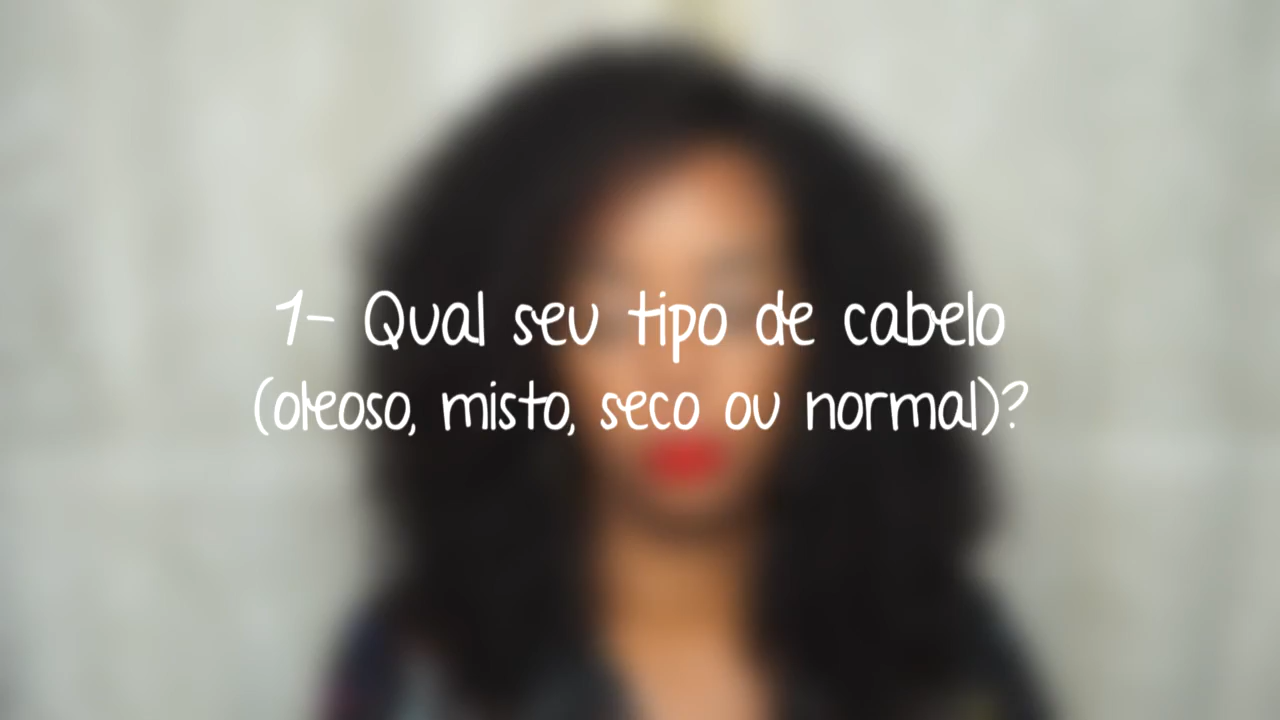 1- Qual seu tipo de cabelo
(oleoso, misto, seco ou normal)?